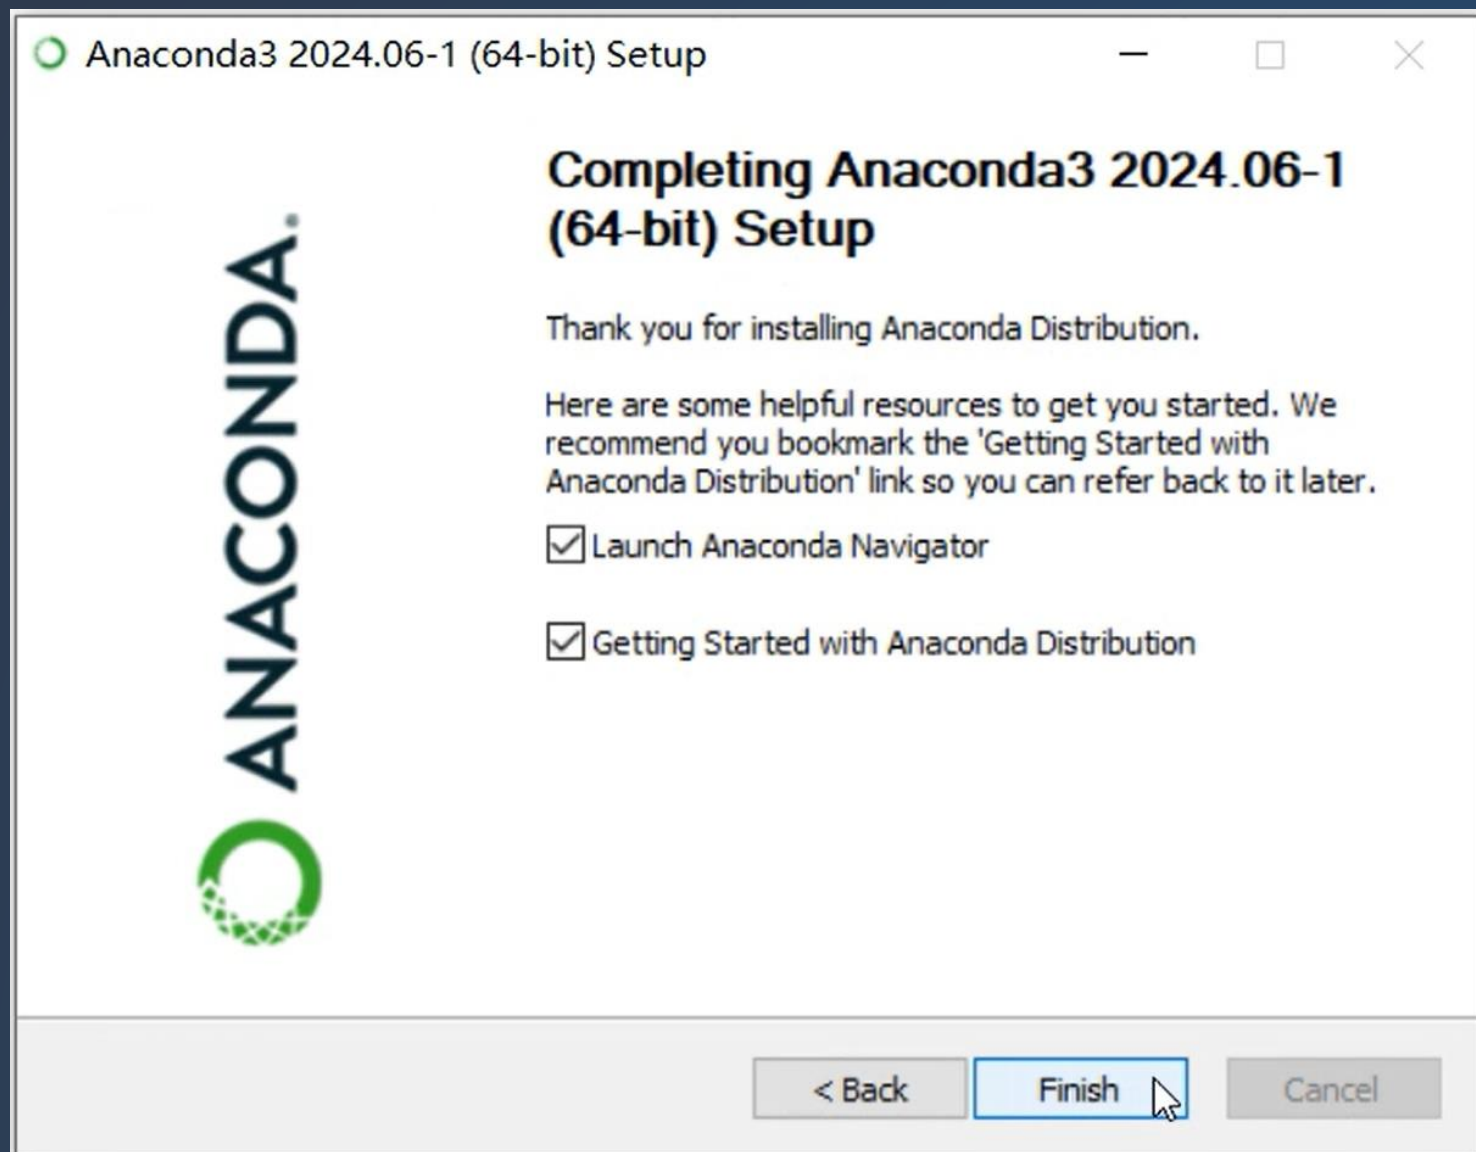 Anaconda3 2024.06-1 (64-bit) Setup
ANACONDA.
Completing Anaconda3 2024.06-1
(64-bit) Setup
Thank you for installing Anaconda Distribution.
Here are some helpful resources to get you started. We
recommend you bookmark the 'Getting Started with
Anaconda Distribution' link so you can refer back to it later.
Launch Anaconda Navigator
Getting Started with Anaconda Distribution
< Back
Finish
Cancel